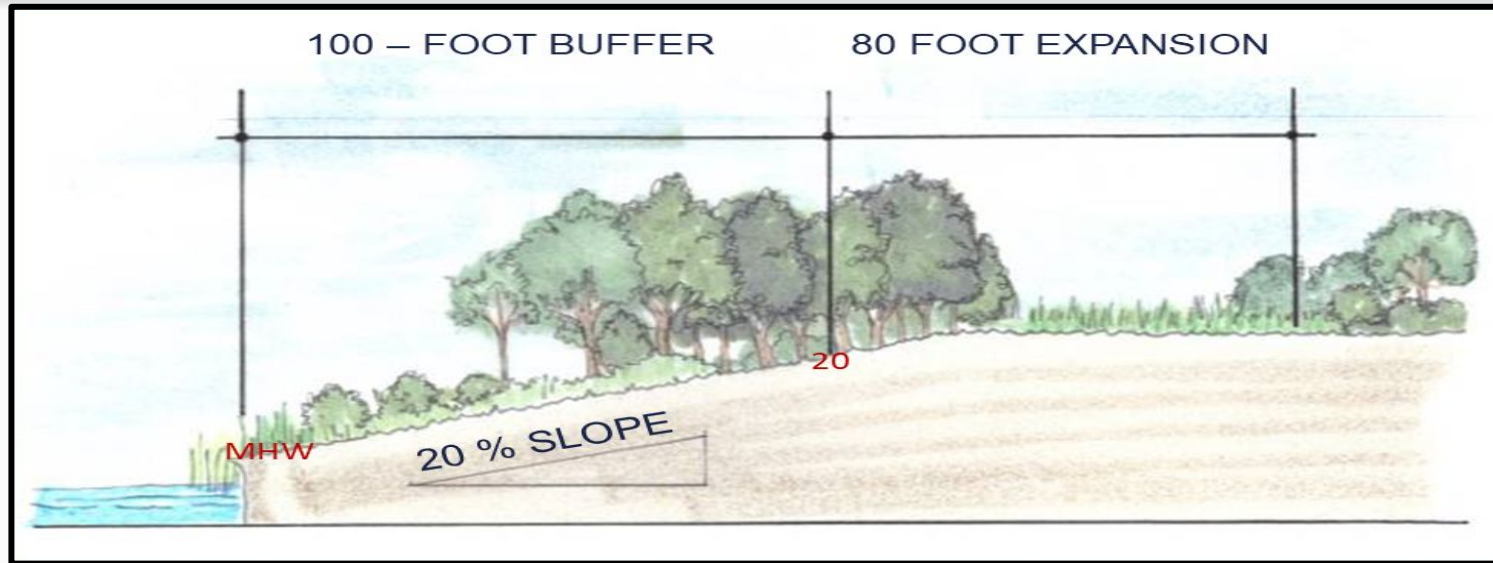 100 – FOOT BUFFER 80 FOOT EXPANSION
20
MHW
20 % SLOPE